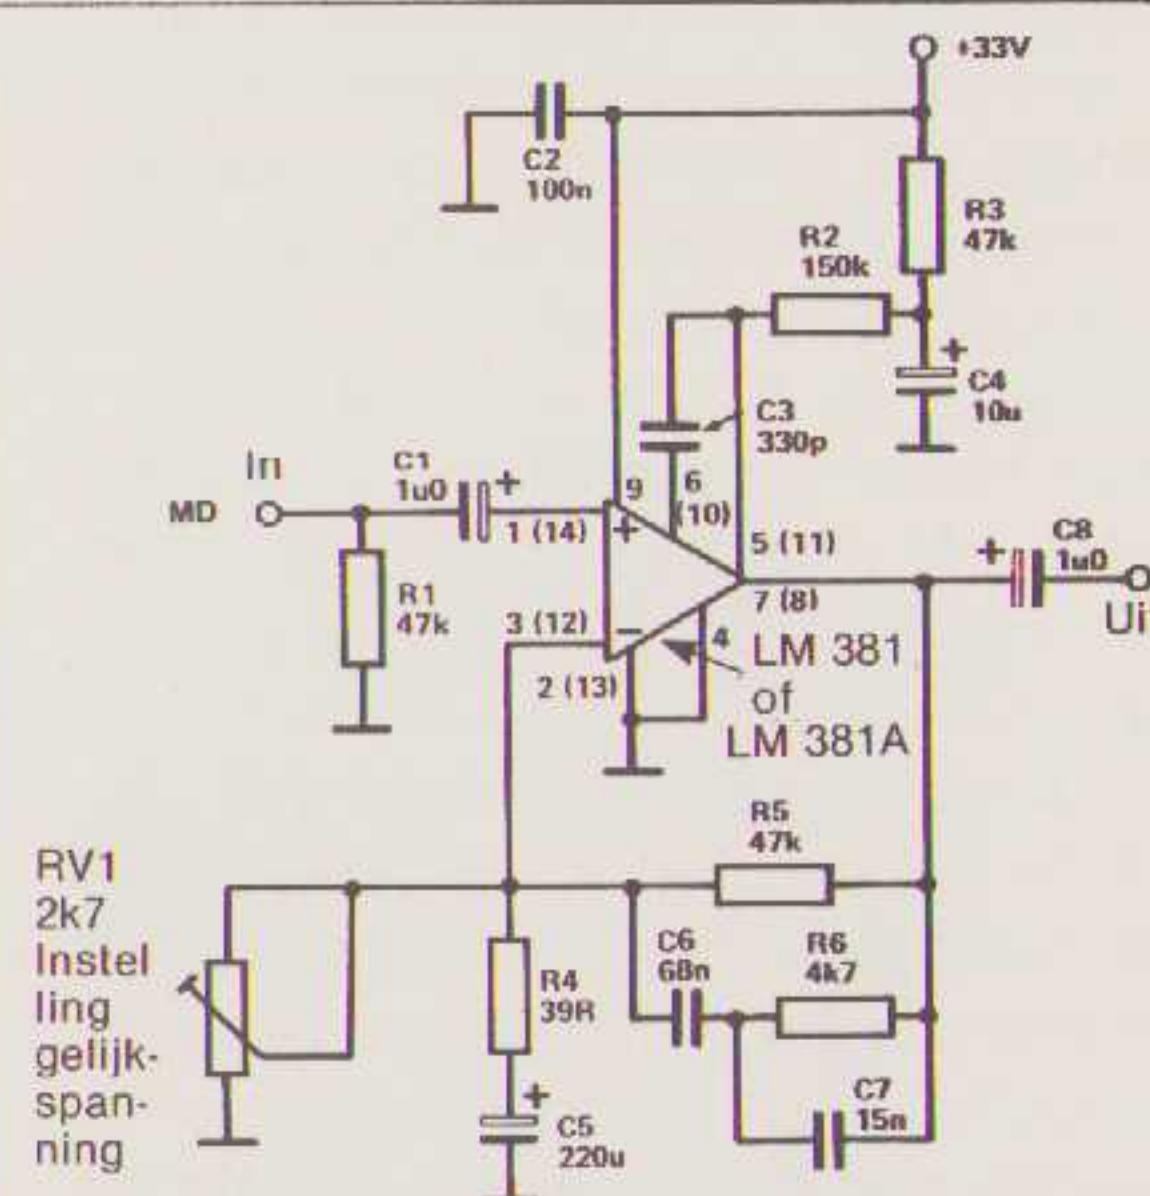 +33V
C2
100n
R3
47k
R2
150k
+
C4
10u
C3
330p
In
MD
C1
1u0
+
1 (14)
9
6
(10)
+
5 (11)
7 (8)
+
C8
1u0
Ui
R1
47k
3 (12)
−
4
2 (13)
LM 381
of
LM 381A
R5
47k
RV1
2k7
Instel
ling
gelijk-
span-
ning
C6
68n
R6
4k7
R4
39R
+
C5
220u
C7
15n